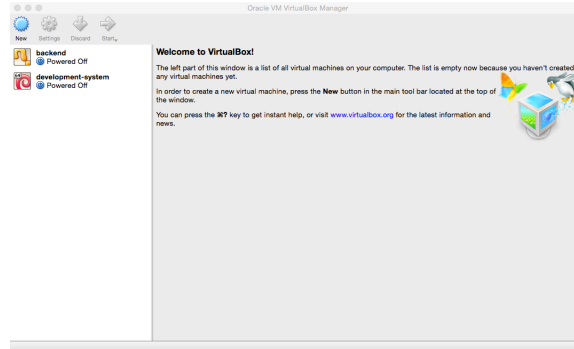 Oracle VM VirtualBox Manager
New Settings Discard Start
backend
Powered Off
development-system
Powered Off
Welcome to VirtualBox!
The left part of this window is a list of all virtual machines on your computer. The list is empty now because you haven't created
any virtual machines yet.
In order to create a new virtual machine, press the New button in the main tool bar located at the top of
the window.
You can press the ⌘? key to get instant help, or visit www.virtualbox.org for the latest information and
news.